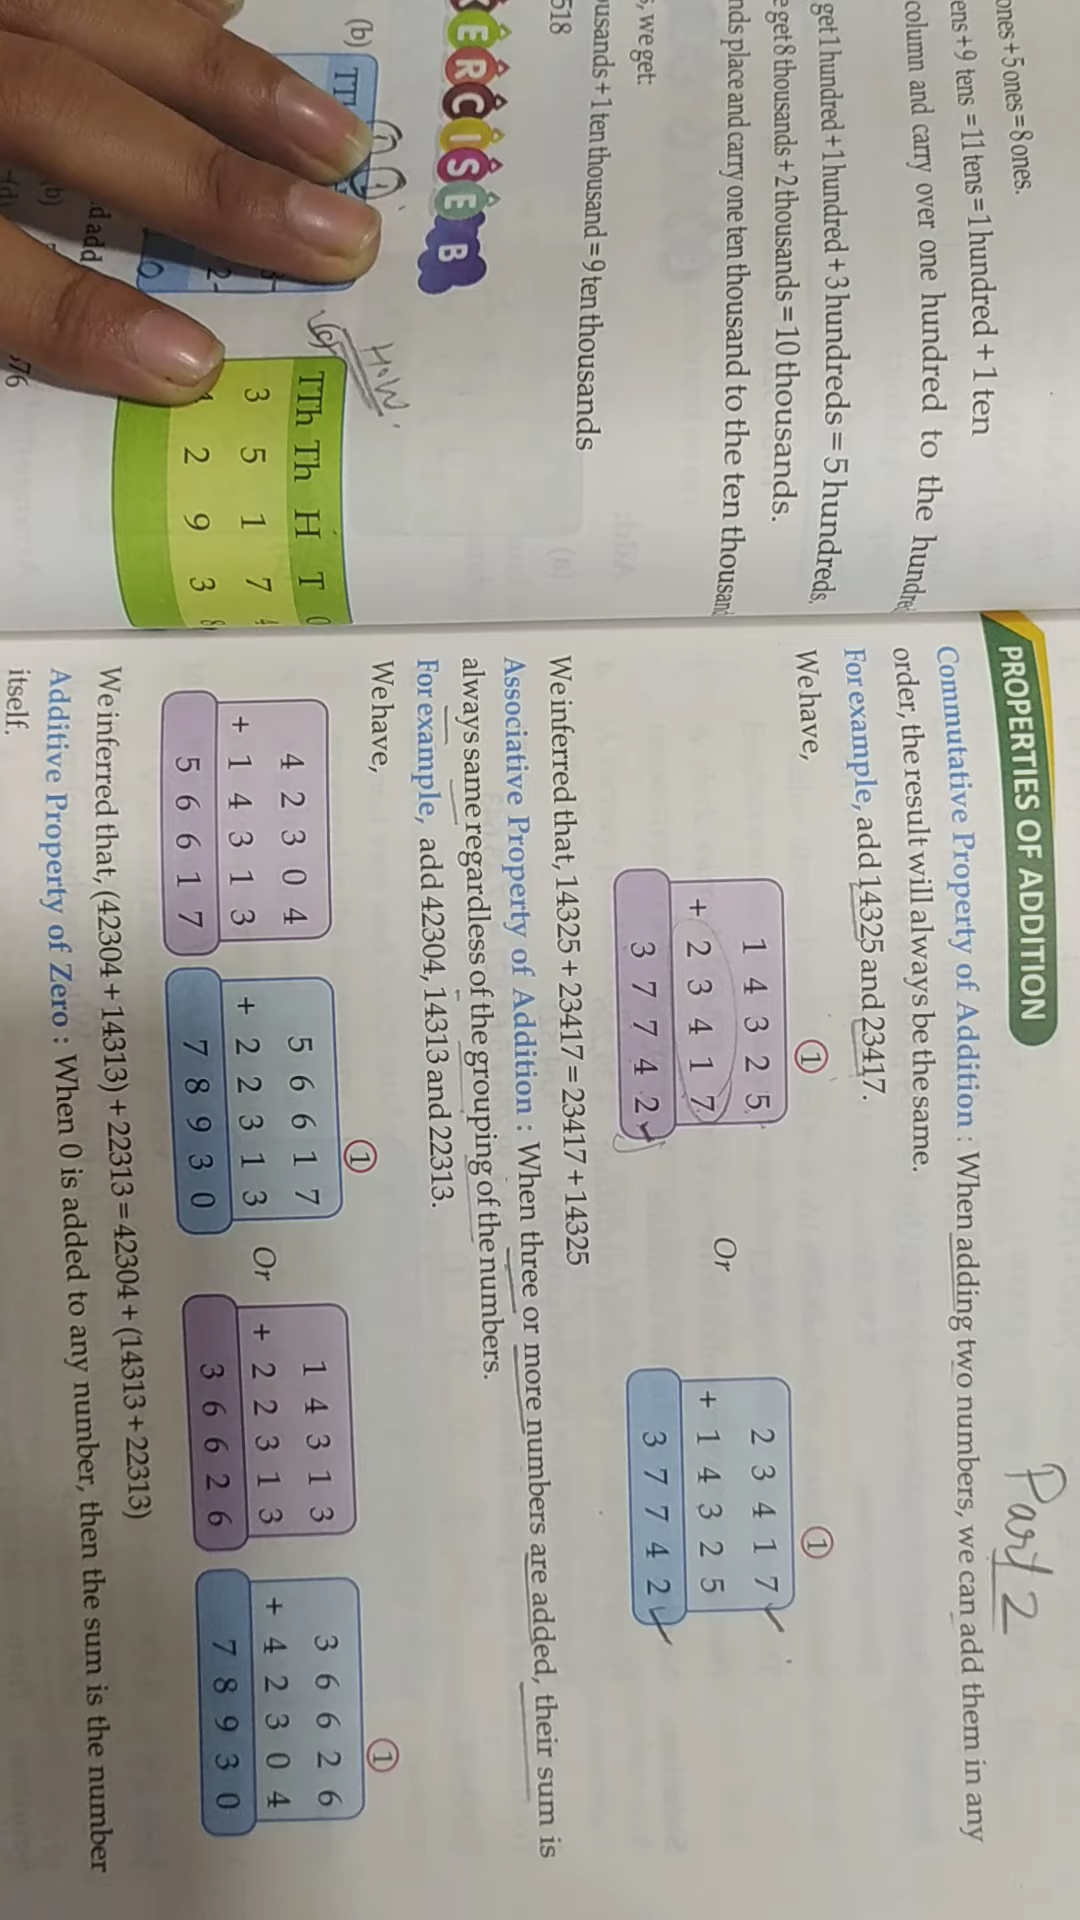 ones + 5 ones = 8 ones.
ens + 9 tens = 11 tens = 1 hundred + 1 ten
column and carry over one hundred to the hundre
get 1 hundred + 1 hundred + 3 hundreds = 5 hundreds.
e get 8 thousands + 2 thousands = 10 thousands.
nds place and carry one ten thousand to the ten thousand
, we get:
usands + 1 ten thousand = 9 ten thousands
518
ERCISE B
(b)
H.W.
(c)
TTh Th H T O
3 5 1 7 4
2 9 3 8
d add
b)
(d)
576
Part 2
PROPERTIES OF ADDITION
Commutative Property of Addition : When adding two numbers, we can add them in any
order, the result will always be the same.
For example, add 14325 and 23417.
We have,
1 1
1 4 3 2 5 2 3 4 1 7
+ 2 3 4 1 7 Or + 1 4 3 2 5
3 7 7 4 2 3 7 7 4 2
We inferred that, 14325 + 23417 = 23417 + 14325
Associative Property of Addition : When three or more numbers are added, their sum is
always same regardless of the grouping of the numbers.
For example, add 42304, 14313 and 22313.
We have,
1 1
4 2 3 0 4 5 6 6 1 7 1 4 3 1 3 3 6 6 2 6
+ 1 4 3 1 3 + 2 2 3 1 3 Or + 2 2 3 1 3 + 4 2 3 0 4
5 6 6 1 7 7 8 9 3 0 3 6 6 2 6 7 8 9 3 0
We inferred that, (42304 + 14313) + 22313 = 42304 + (14313 + 22313)
Additive Property of Zero : When 0 is added to any number, then the sum is the number
itself.